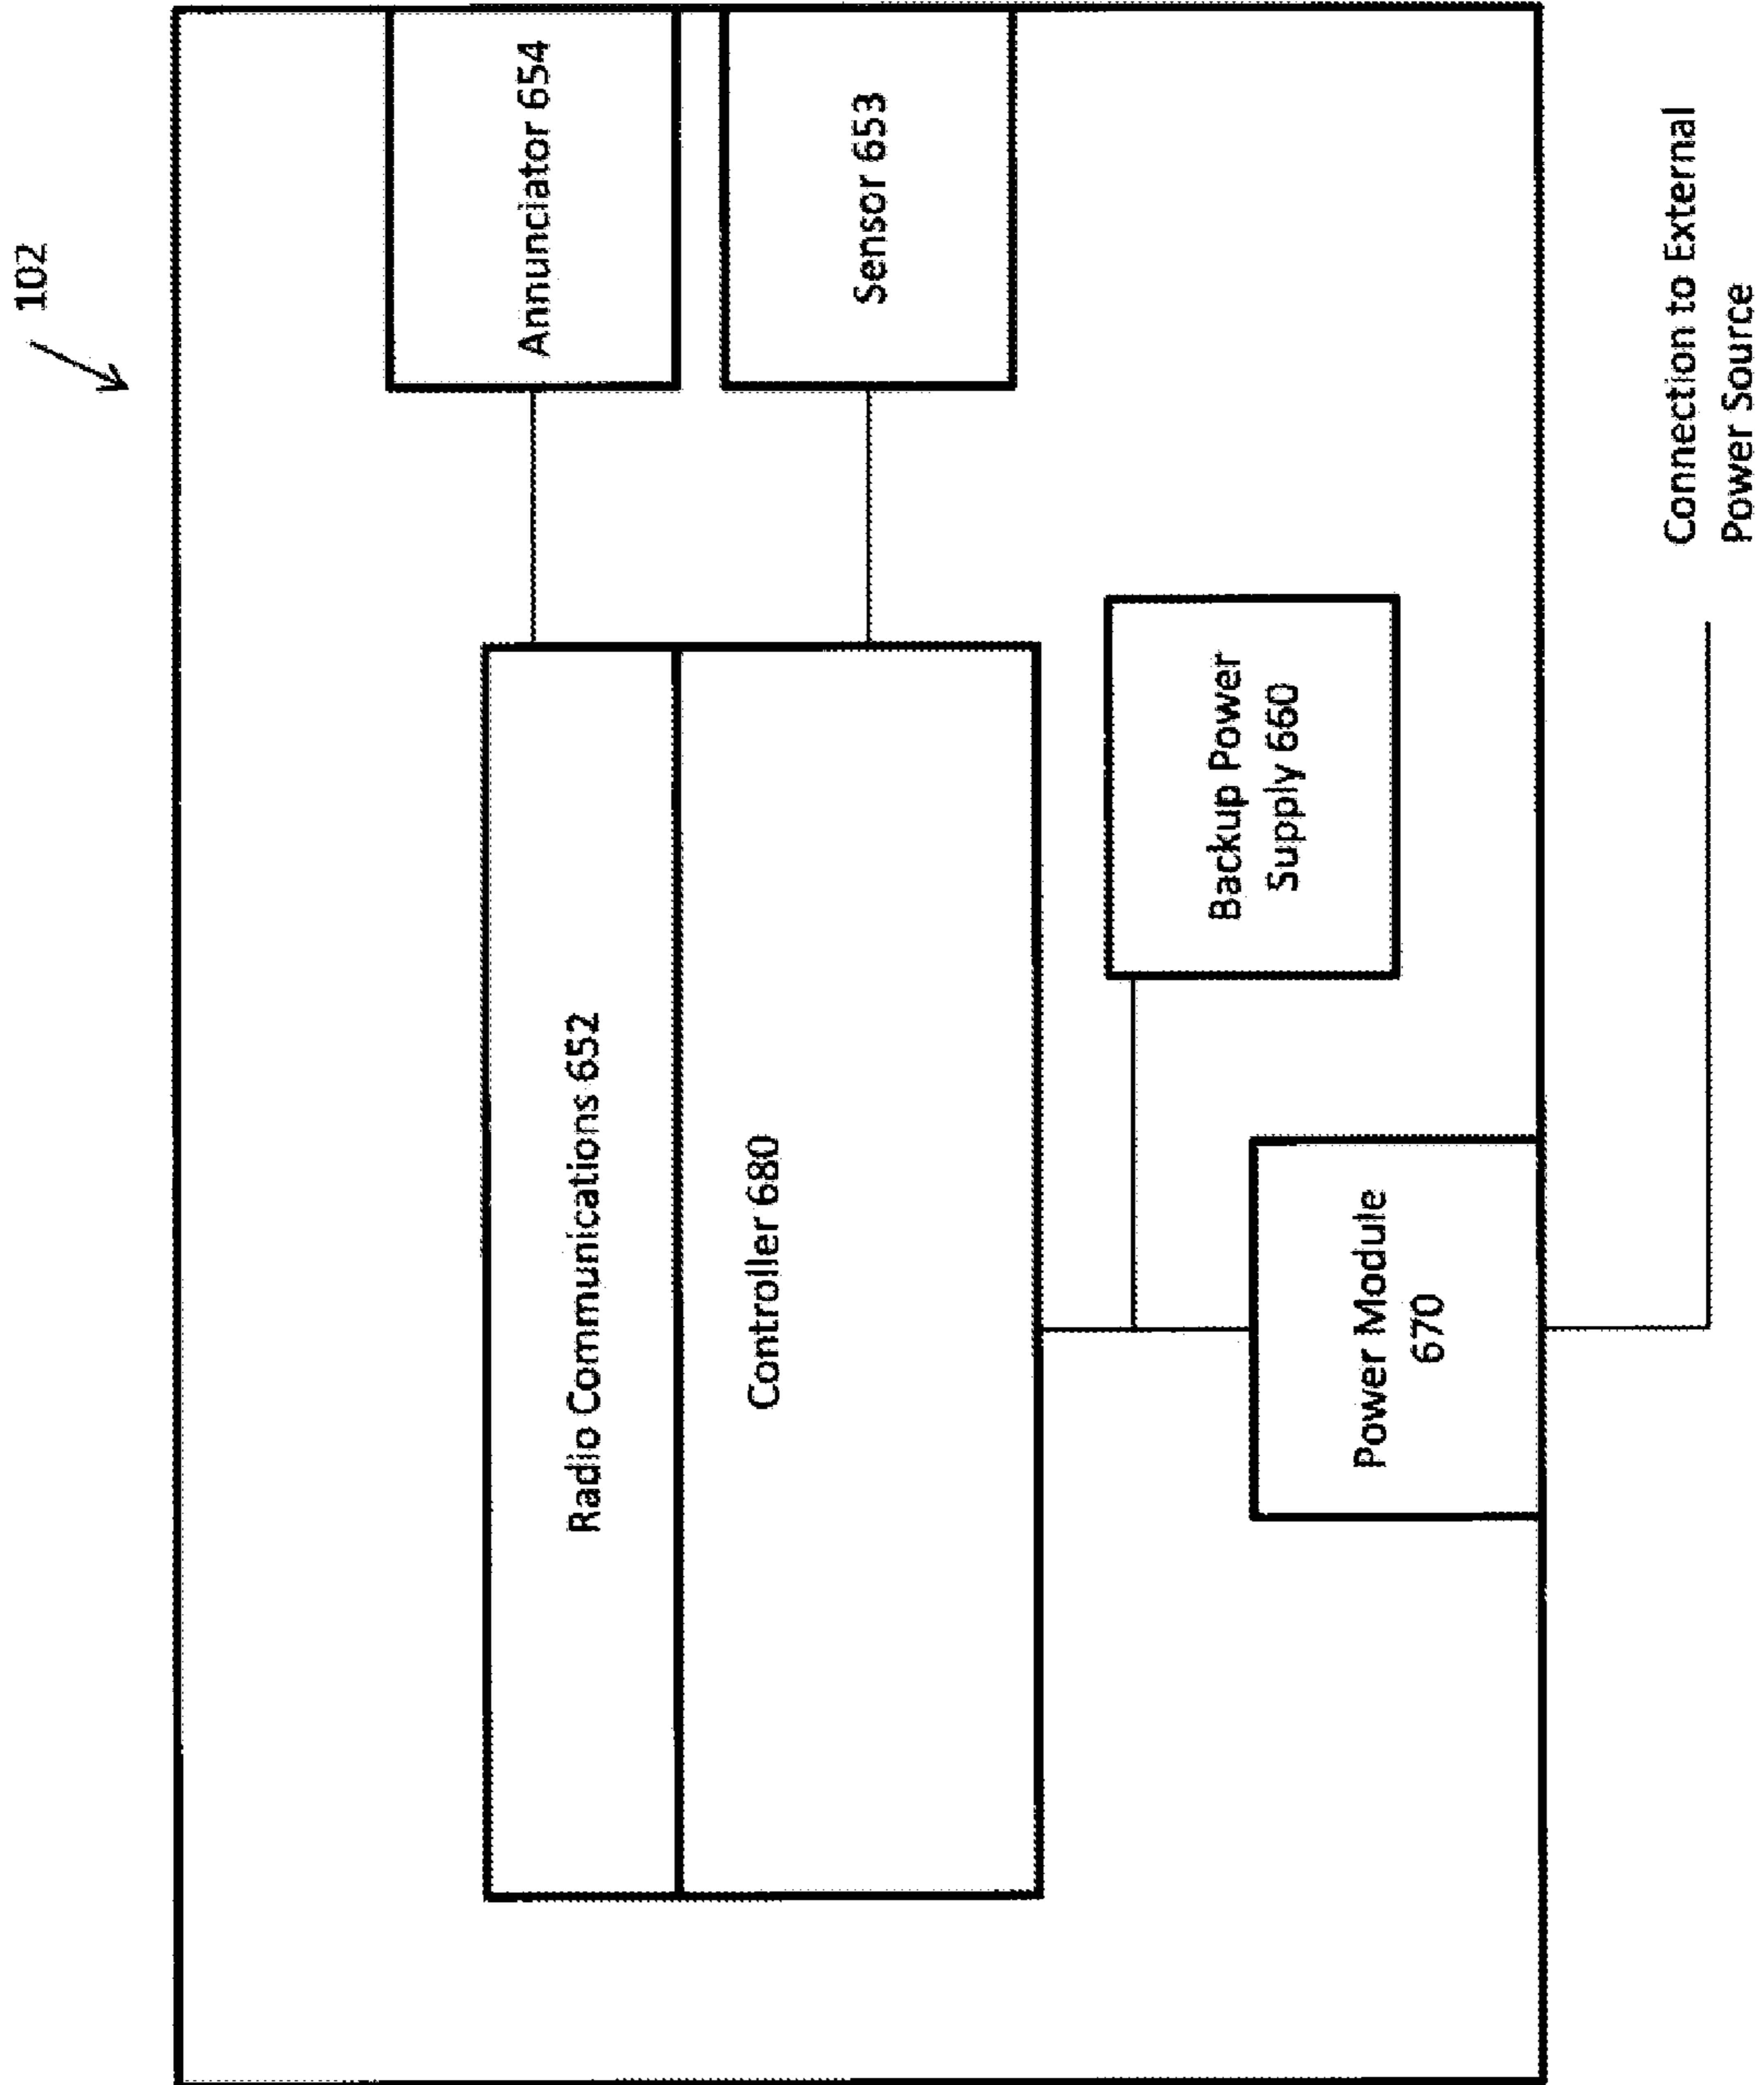 102
Annunciator 654
Sensor 653
Radio Communications 652
Controller 680
Backup Power
Supply 660
Power Module
670
Connection to External
Power Source